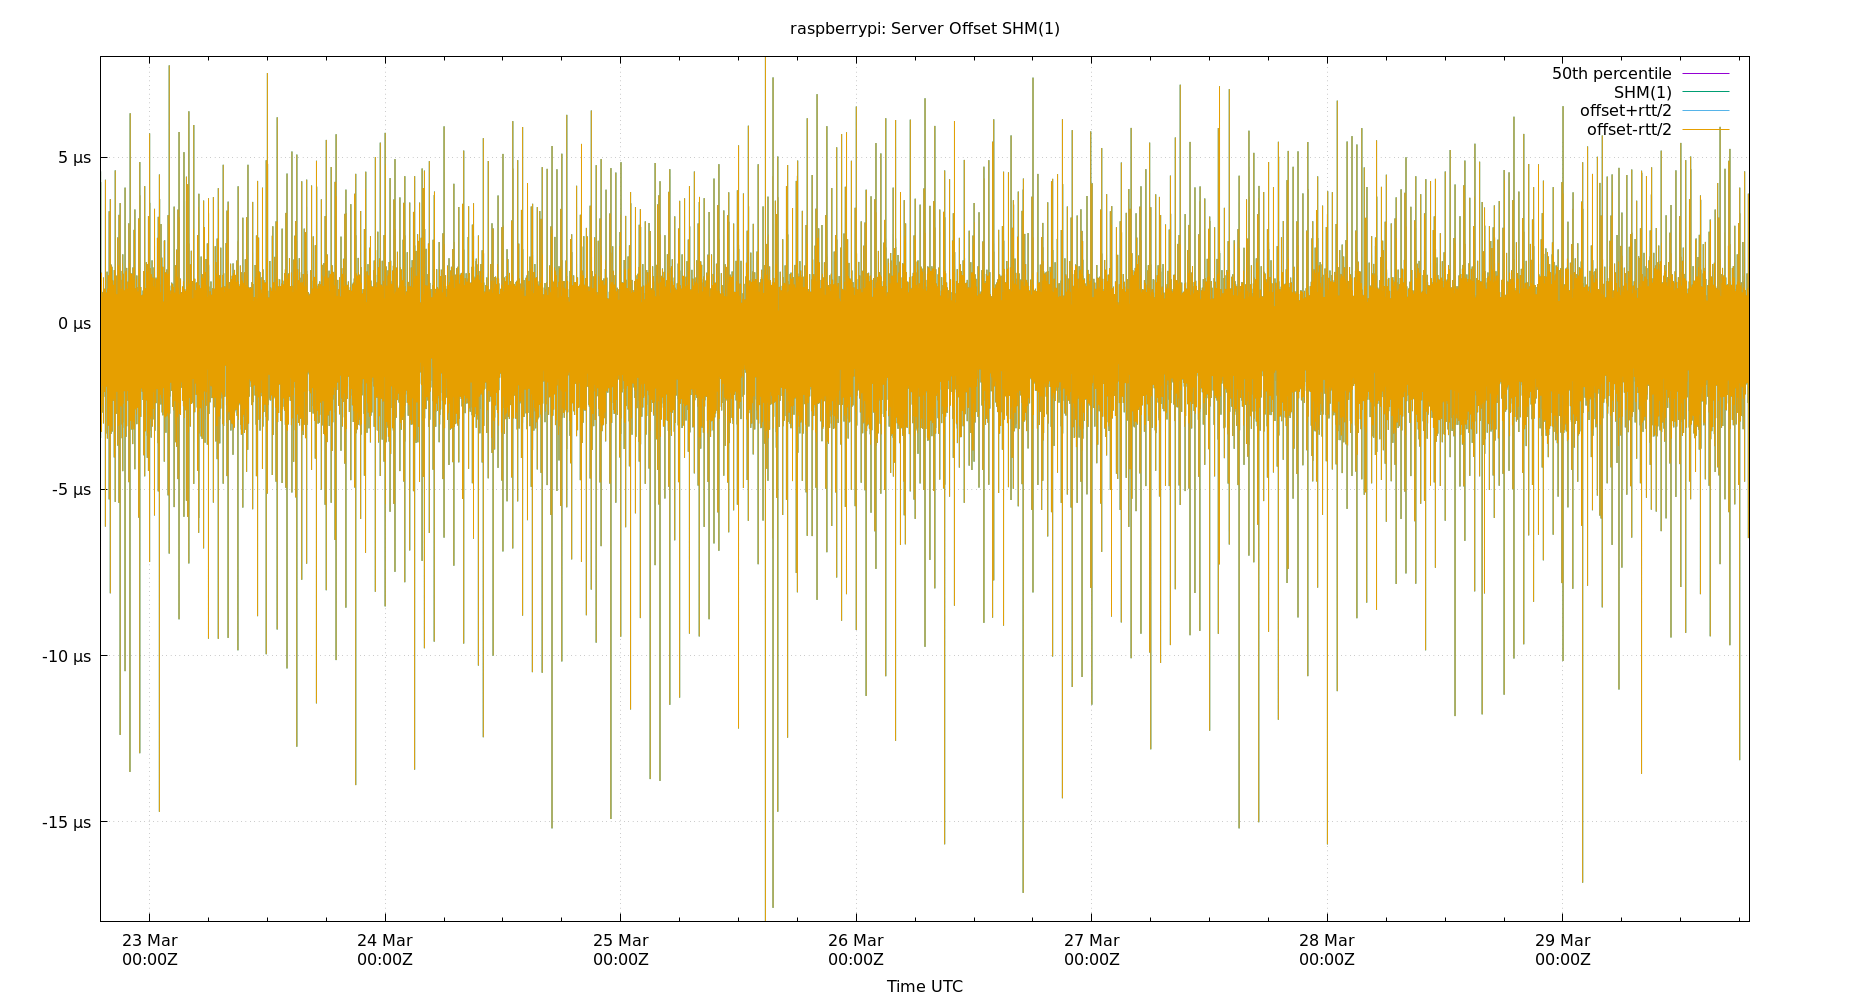 raspberrypi: Server Offset SHM(1)
50th percentile
SHM(1)
offset+rtt/2
offset-rtt/2
5 µs
0 µs
-5 µs
-10 µs
-15 µs
23 Mar 24 Mar 25 Mar 26 Mar 27 Mar 28 Mar 29 Mar
00:00Z 00:00Z 00:00Z 00:00Z 00:00Z 00:00Z 00:00Z
Time UTC